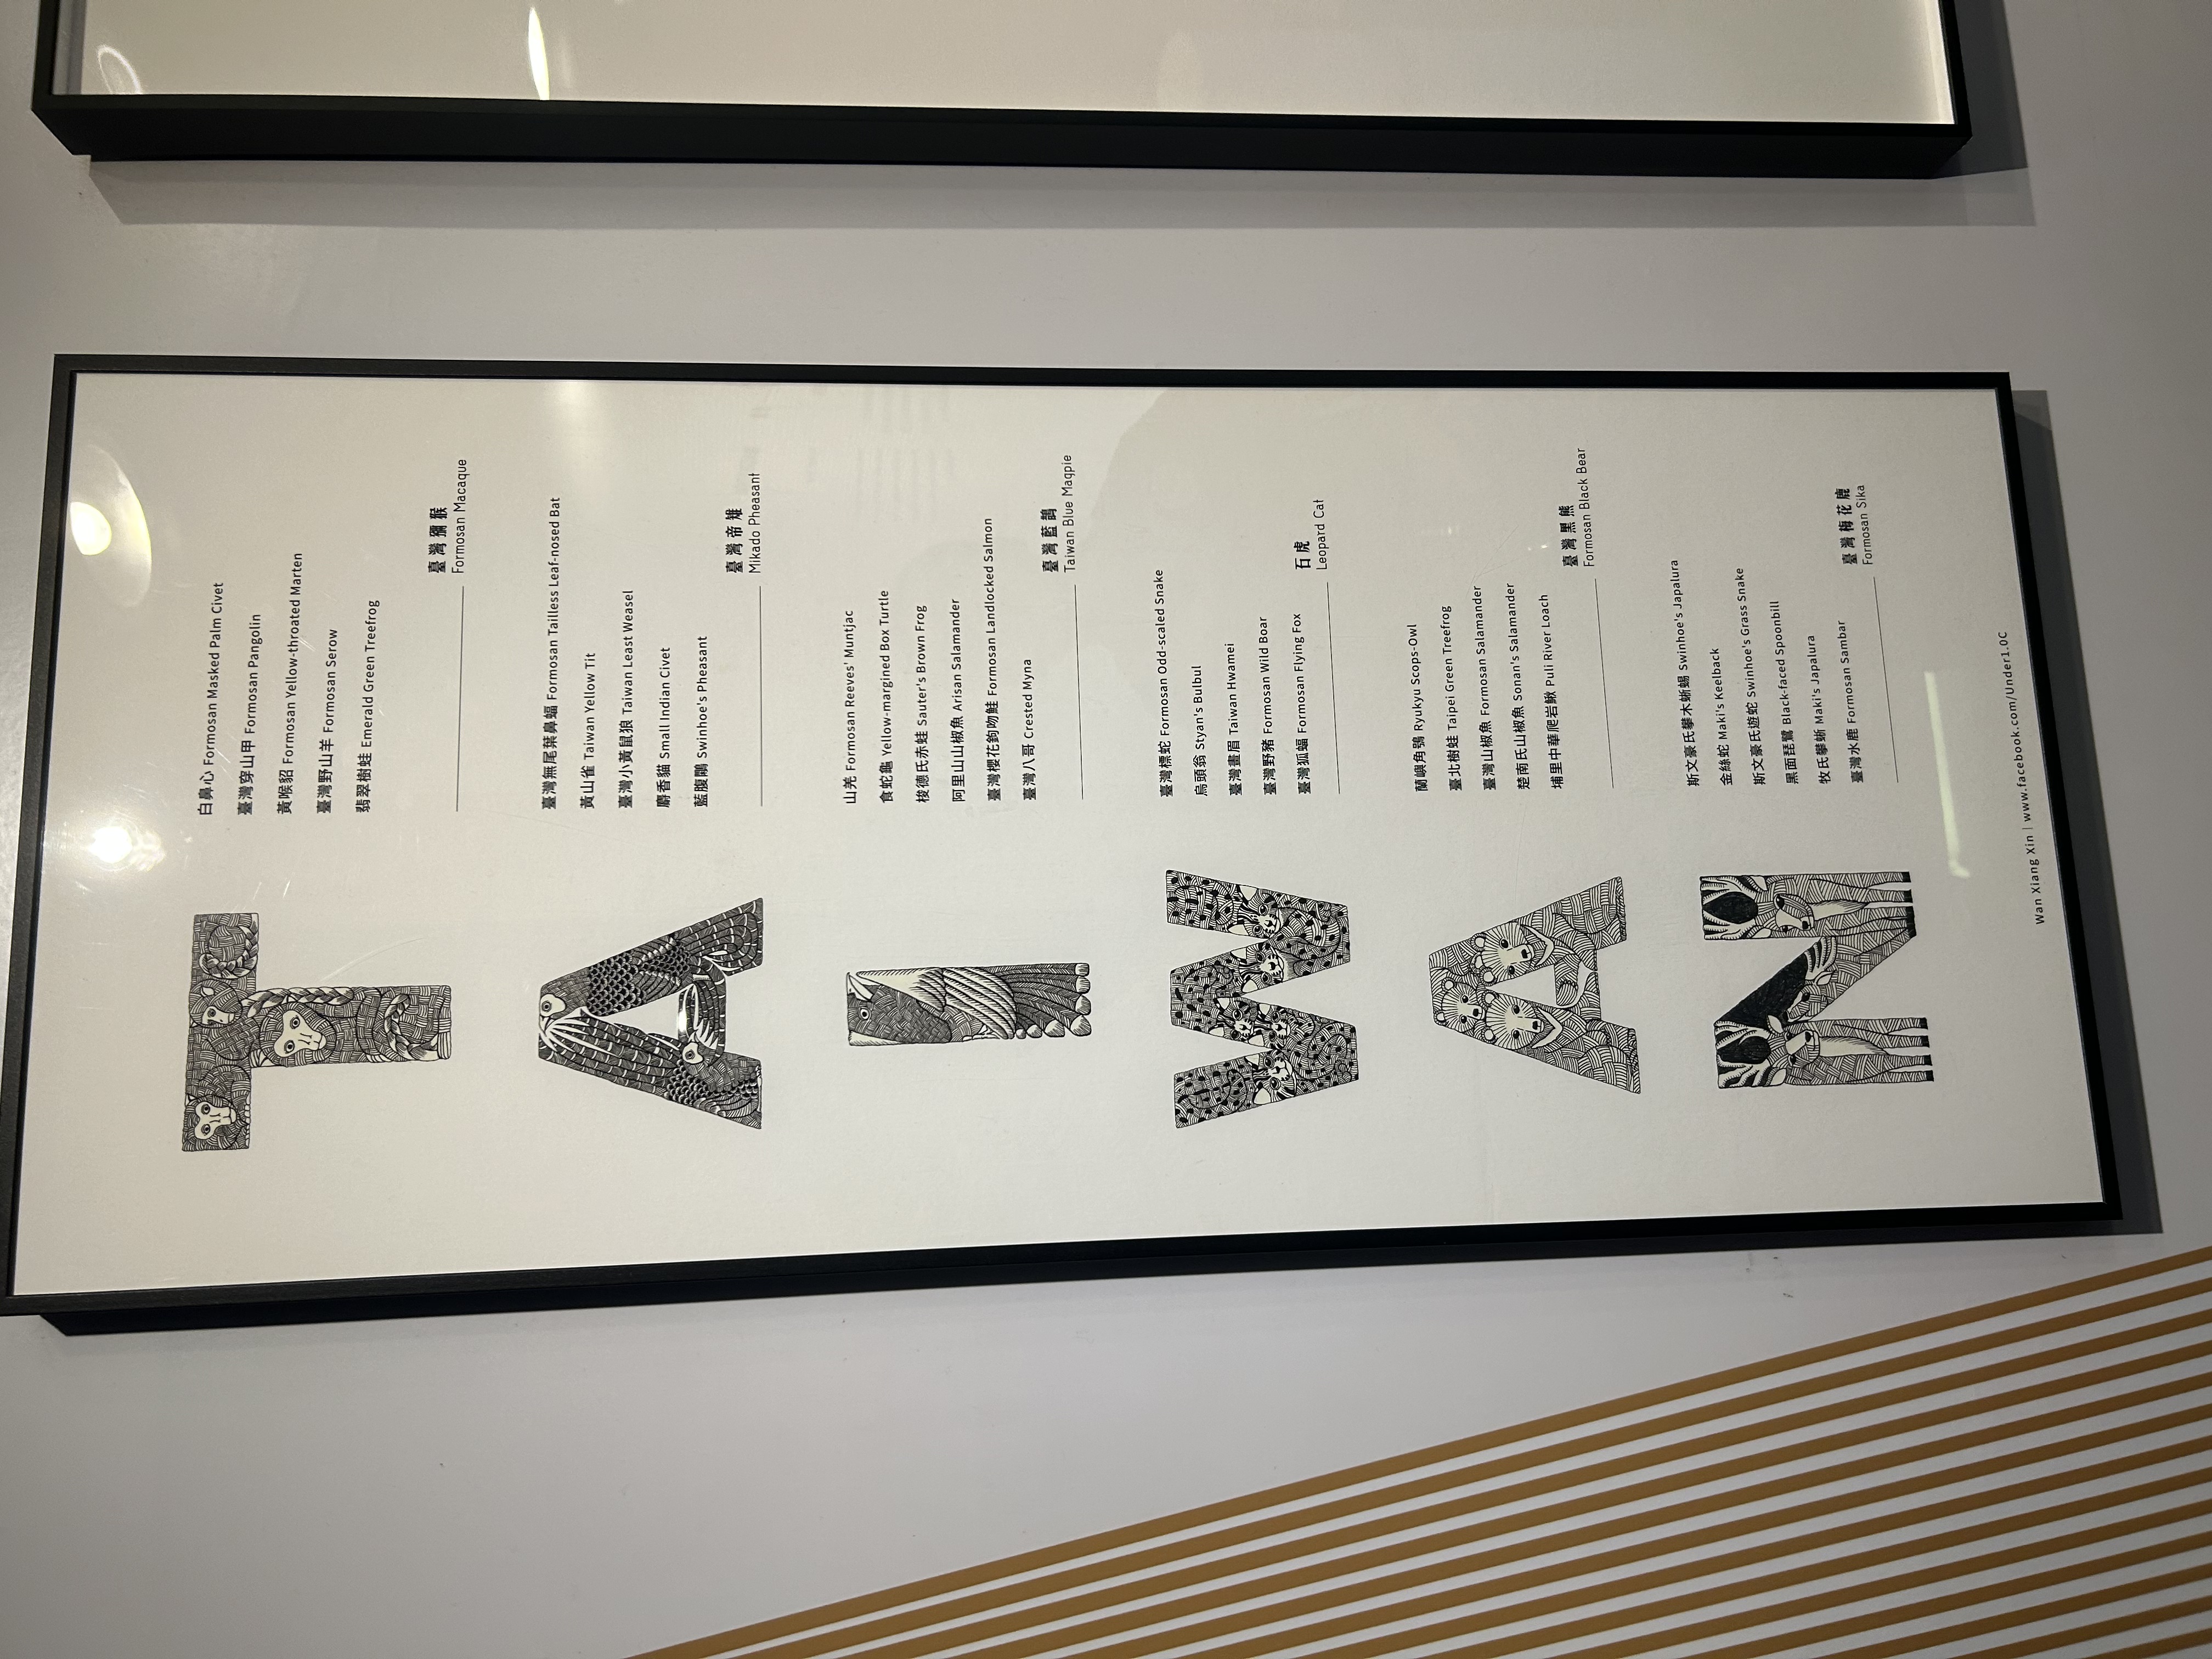 T
白鼻心 Formosan Masked Palm Civet
臺灣穿山甲 Formosan Pangolin
黃喉貂 Formosan Yellow-throated Marten
臺灣野山羊 Formosan Serow
翡翠樹蛙 Emerald Green Treefrog
臺灣獼猴
Formosan Macaque
A
臺灣無尾葉鼻蝠 Formosan Tailless Leaf-nosed Bat
黃山雀 Taiwan Yellow Tit
臺灣小黃鼠狼 Taiwan Least Weasel
麝香貓 Small Indian Civet
藍腹鷴 Swinhoe's Pheasant
臺灣帝雉
Mikado Pheasant
I
山羌 Formosan Reeves' Muntjac
食蛇龜 Yellow-margined Box Turtle
梭德氏赤蛙 Sauter's Brown Frog
阿里山山椒魚 Arisan Salamander
臺灣櫻花鉤吻鮭 Formosan Landlocked Salmon
臺灣八哥 Crested Myna
臺灣藍鵲
Taiwan Blue Magpie
W
臺灣標蛇 Formosan Odd-scaled Snake
烏頭翁 Styan's Bulbul
臺灣畫眉 Taiwan Hwamei
臺灣野豬 Formosan Wild Boar
臺灣狐蝠 Formosan Flying Fox
石虎
Leopard Cat
A
蘭嶼角鴞 Ryukyu Scops-Owl
臺北樹蛙 Taipei Green Treefrog
臺灣山椒魚 Formosan Salamander
楚南氏山椒魚 Sonan's Salamander
埔里中華爬岩鰍 Puli River Loach
臺灣黑熊
Formosan Black Bear
N
斯文豪氏攀木蜥蜴 Swinhoe's Japalura
金絲蛇 Maki's Keelback
斯文豪氏遊蛇 Swinhoe's Grass Snake
黑面琵鷺 Black-faced Spoonbill
牧氏攀蜥 Maki's Japalura
臺灣水鹿 Formosan Sambar
臺灣梅花鹿
Formosan Sika
Wan Xiang Xin | www.facebook.com/Under1.0C